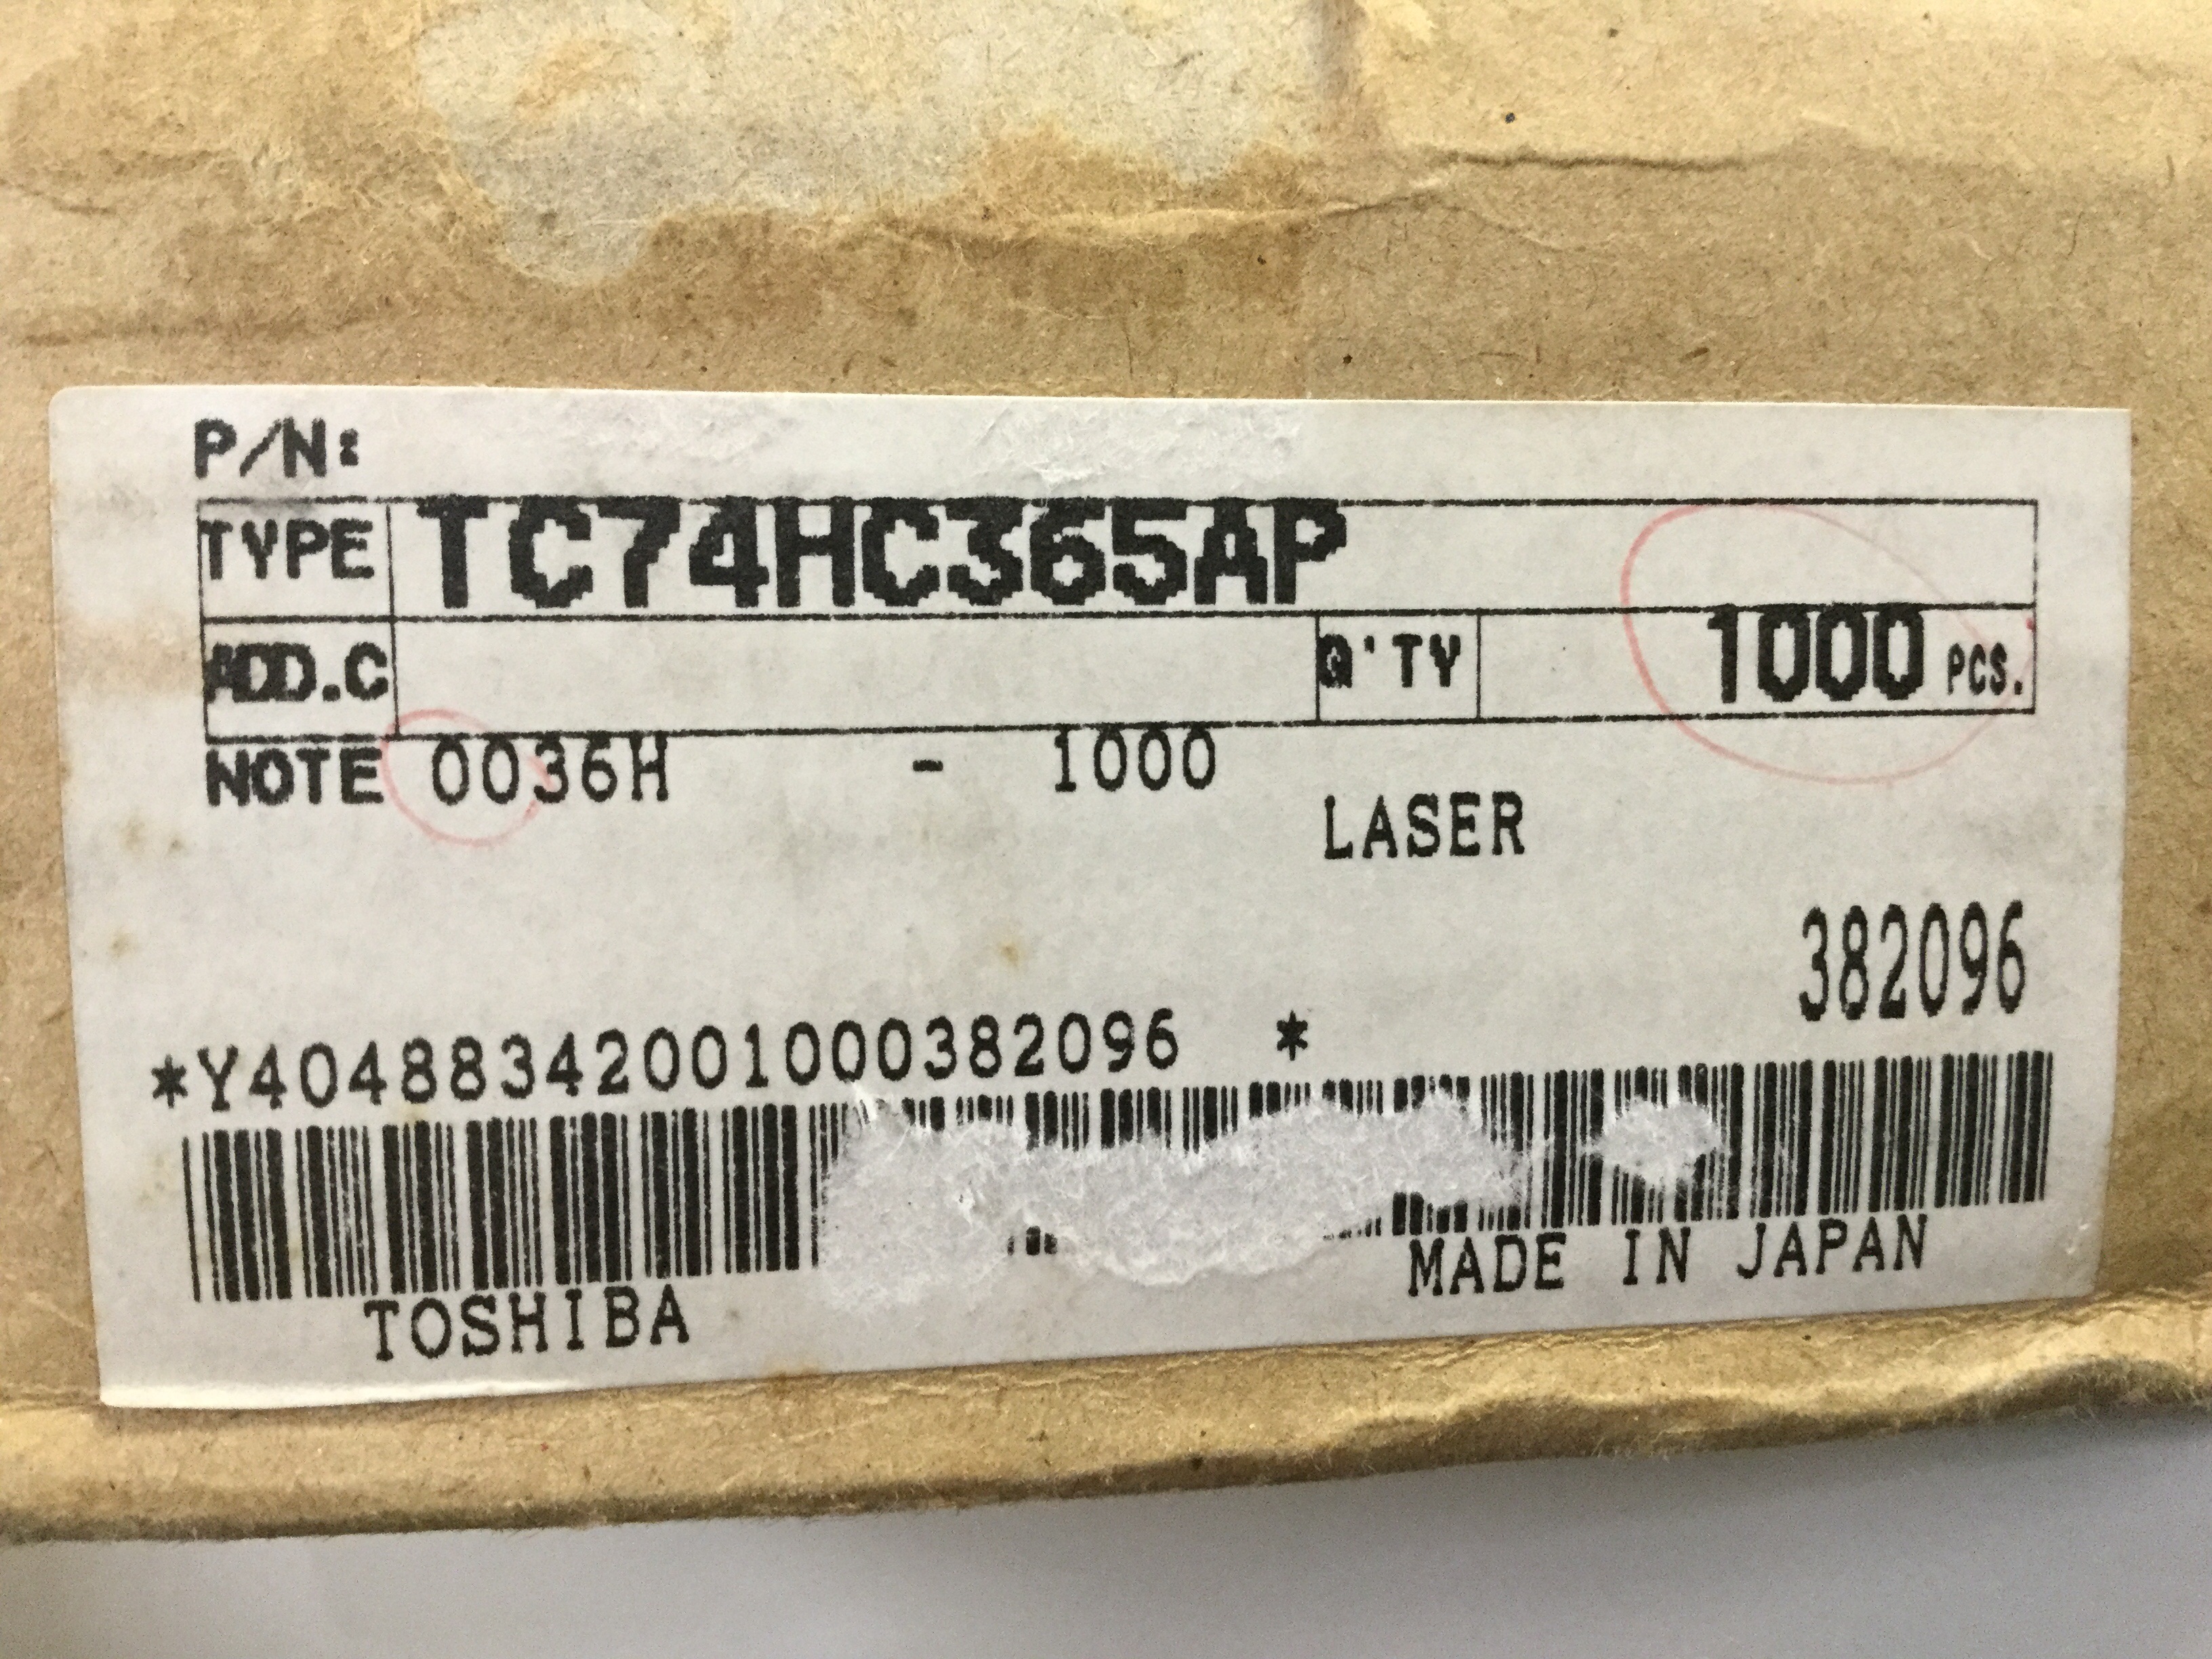 P/N:
TYPE TC74HC365AP
ADD.C Q'TY 1000 PCS.
NOTE 0036H - 1000
LASER
382096
*Y40488342001000382096 *
TOSHIBA MADE IN JAPAN